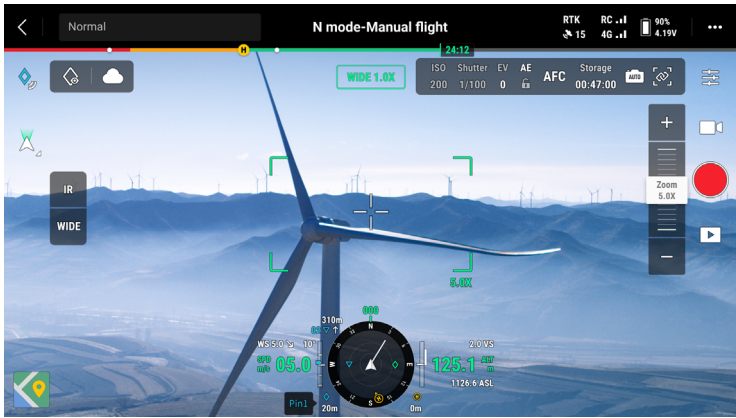 Normal
N mode-Manual flight
RTK
15
RC
4G
90%
4.19V
H
24:12
WIDE 1.0X
ISO
200
Shutter
1/100
EV
0
AE
AFC
Storage
00:47:00
AUTO
IR
WIDE
+
Zoom
5.0X
−
5.0X
000
310m
WS 5.0
10°
2.0 VS
SPD
m/s
05.0
N
W
E
S
125.1
ALT
m
1126.6 ASL
Pin1
20m
0m